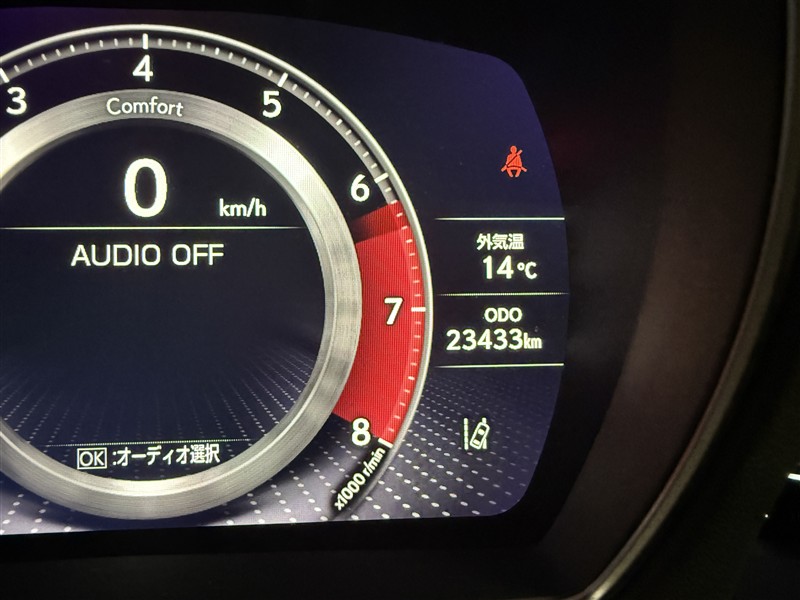 4
3
Comfort
5
0 km/h
6
AUDIO OFF
外気温
14°C
7
ODO
23433km
8
OK :オーディオ選択
x1000 r/min